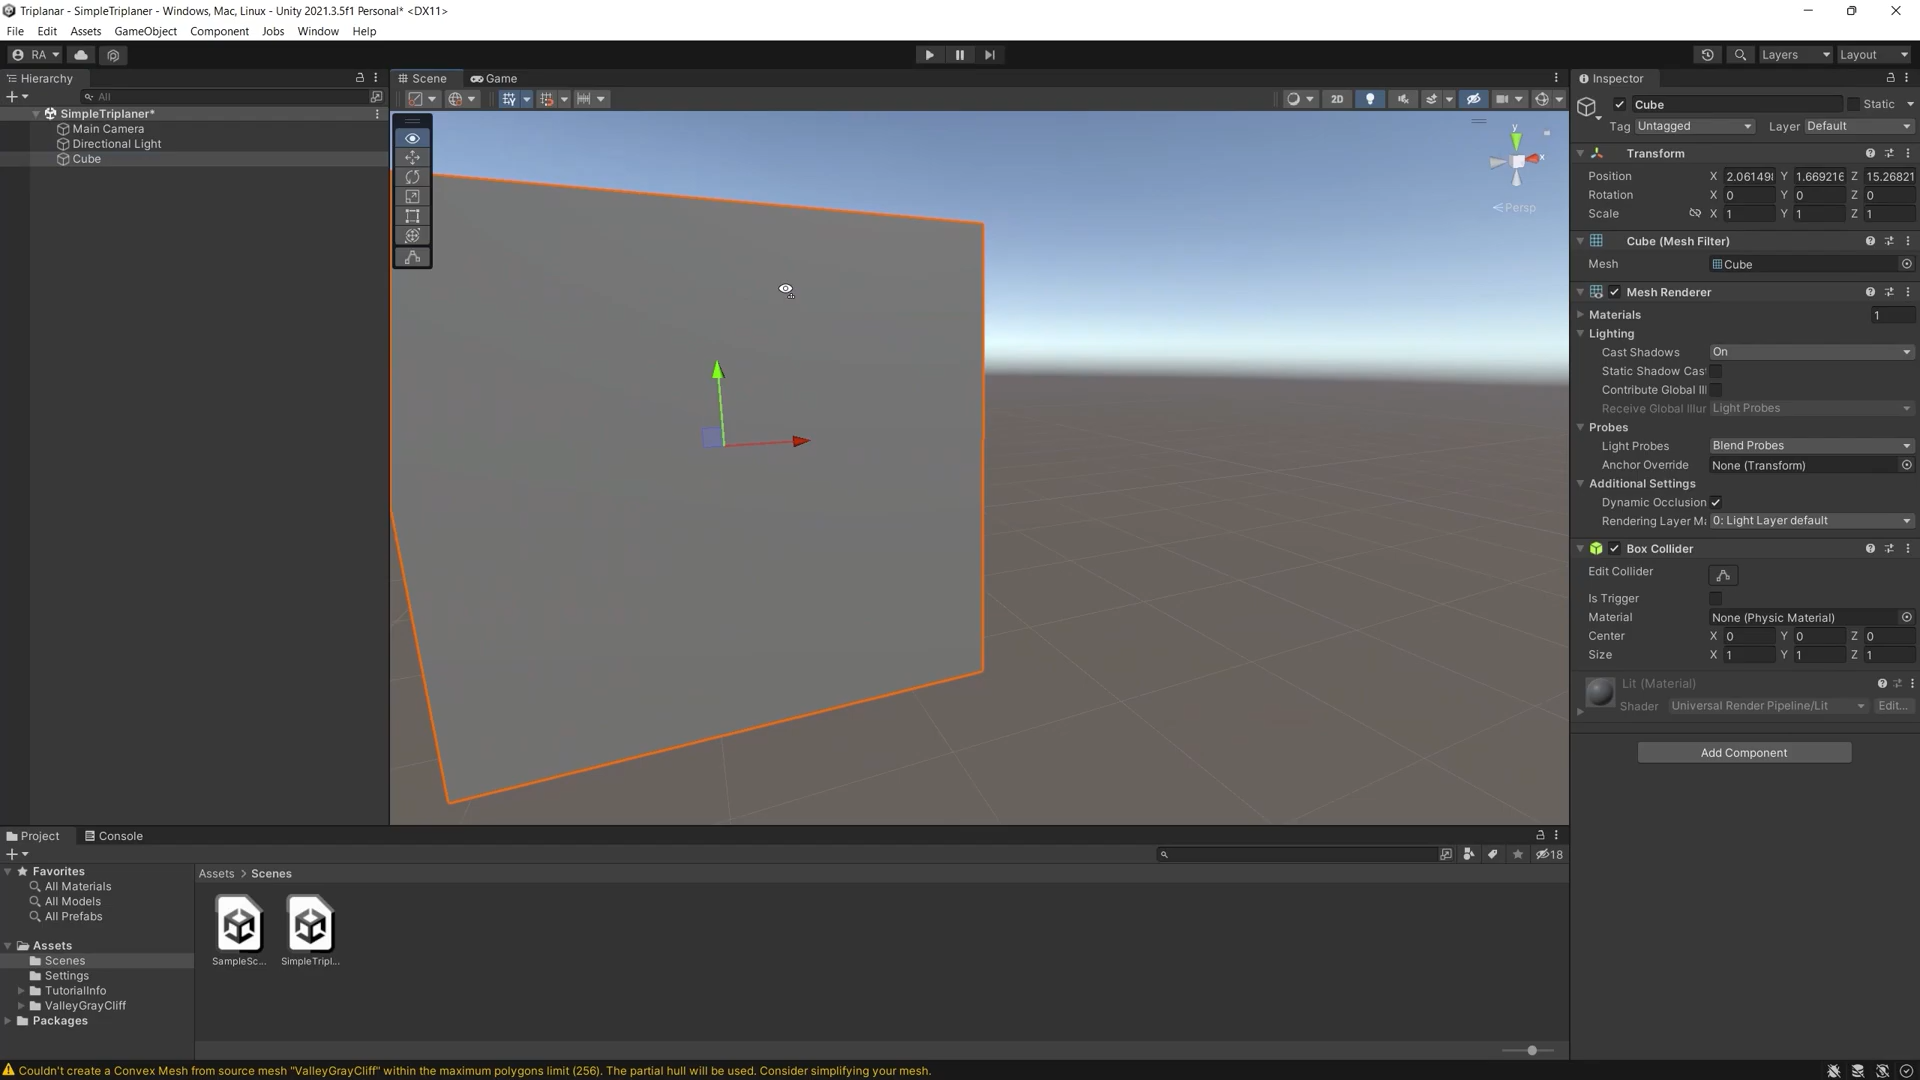 Triplanar - SimpleTriplaner - Windows, Mac, Linux - Unity 2021.3.5f1 Personal* <DX11>
File Edit Assets GameObject Component Jobs Window Help
RA Layers Layout
Hierarchy
All
SimpleTriplaner*
Main Camera
Directional Light
Cube
Scene Game
2D
y
x
Persp
Inspector
Cube Static
Tag Untagged Layer Default
Transform
Position X 2.061498 Y 1.669216 Z 15.26821
Rotation X 0 Y 0 Z 0
Scale X 1 Y 1 Z 1
Cube (Mesh Filter)
Mesh Cube
Mesh Renderer
Materials 1
Lighting
Cast Shadows On
Static Shadow Cas
Contribute Global Ill
Receive Global Illur Light Probes
Probes
Light Probes Blend Probes
Anchor Override None (Transform)
Additional Settings
Dynamic Occlusion
Rendering Layer M 0: Light Layer default
Box Collider
Edit Collider
Is Trigger
Material None (Physic Material)
Center X 0 Y 0 Z 0
Size X 1 Y 1 Z 1
Lit (Material)
Shader Universal Render Pipeline/Lit Edit...
Add Component
Project Console
18
Favorites
All Materials
All Models
All Prefabs
Assets
Scenes
Settings
TutorialInfo
ValleyGrayCliff
Packages
Assets > Scenes
SampleSc... SimpleTripl...
Couldn't create a Convex Mesh from source mesh "ValleyGrayCliff" within the maximum polygons limit (256). The partial hull will be used. Consider simplifying your mesh.